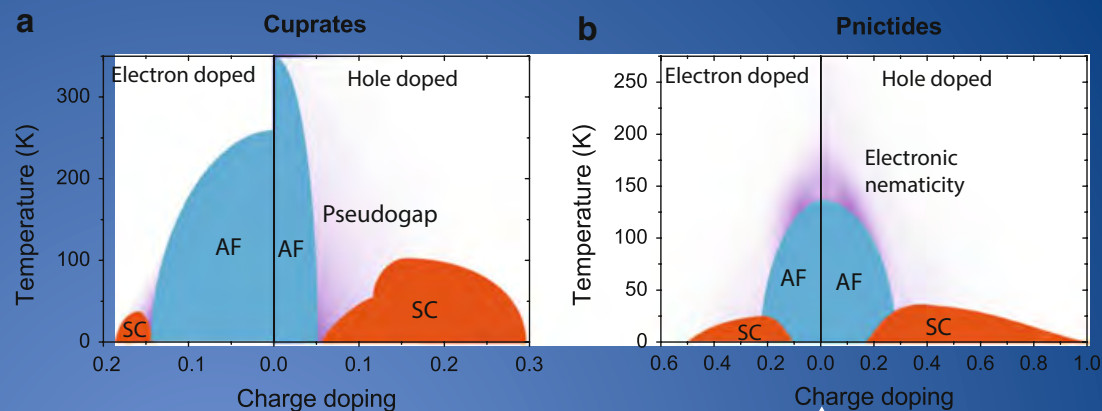 a
Cuprates
Electron doped
Hole doped
300
200
100
0
Temperature (K)
AF
AF
Pseudogap
SC
SC
0.2
0.1
0.0
0.1
0.2
0.3
Charge doping
b
Pnictides
Electron doped
Hole doped
250
200
150
100
50
0
Temperature (K)
Electronic
nematicity
AF
AF
SC
SC
0.6
0.4
0.2
0.0
0.2
0.4
0.6
0.8
1.0
Charge doping